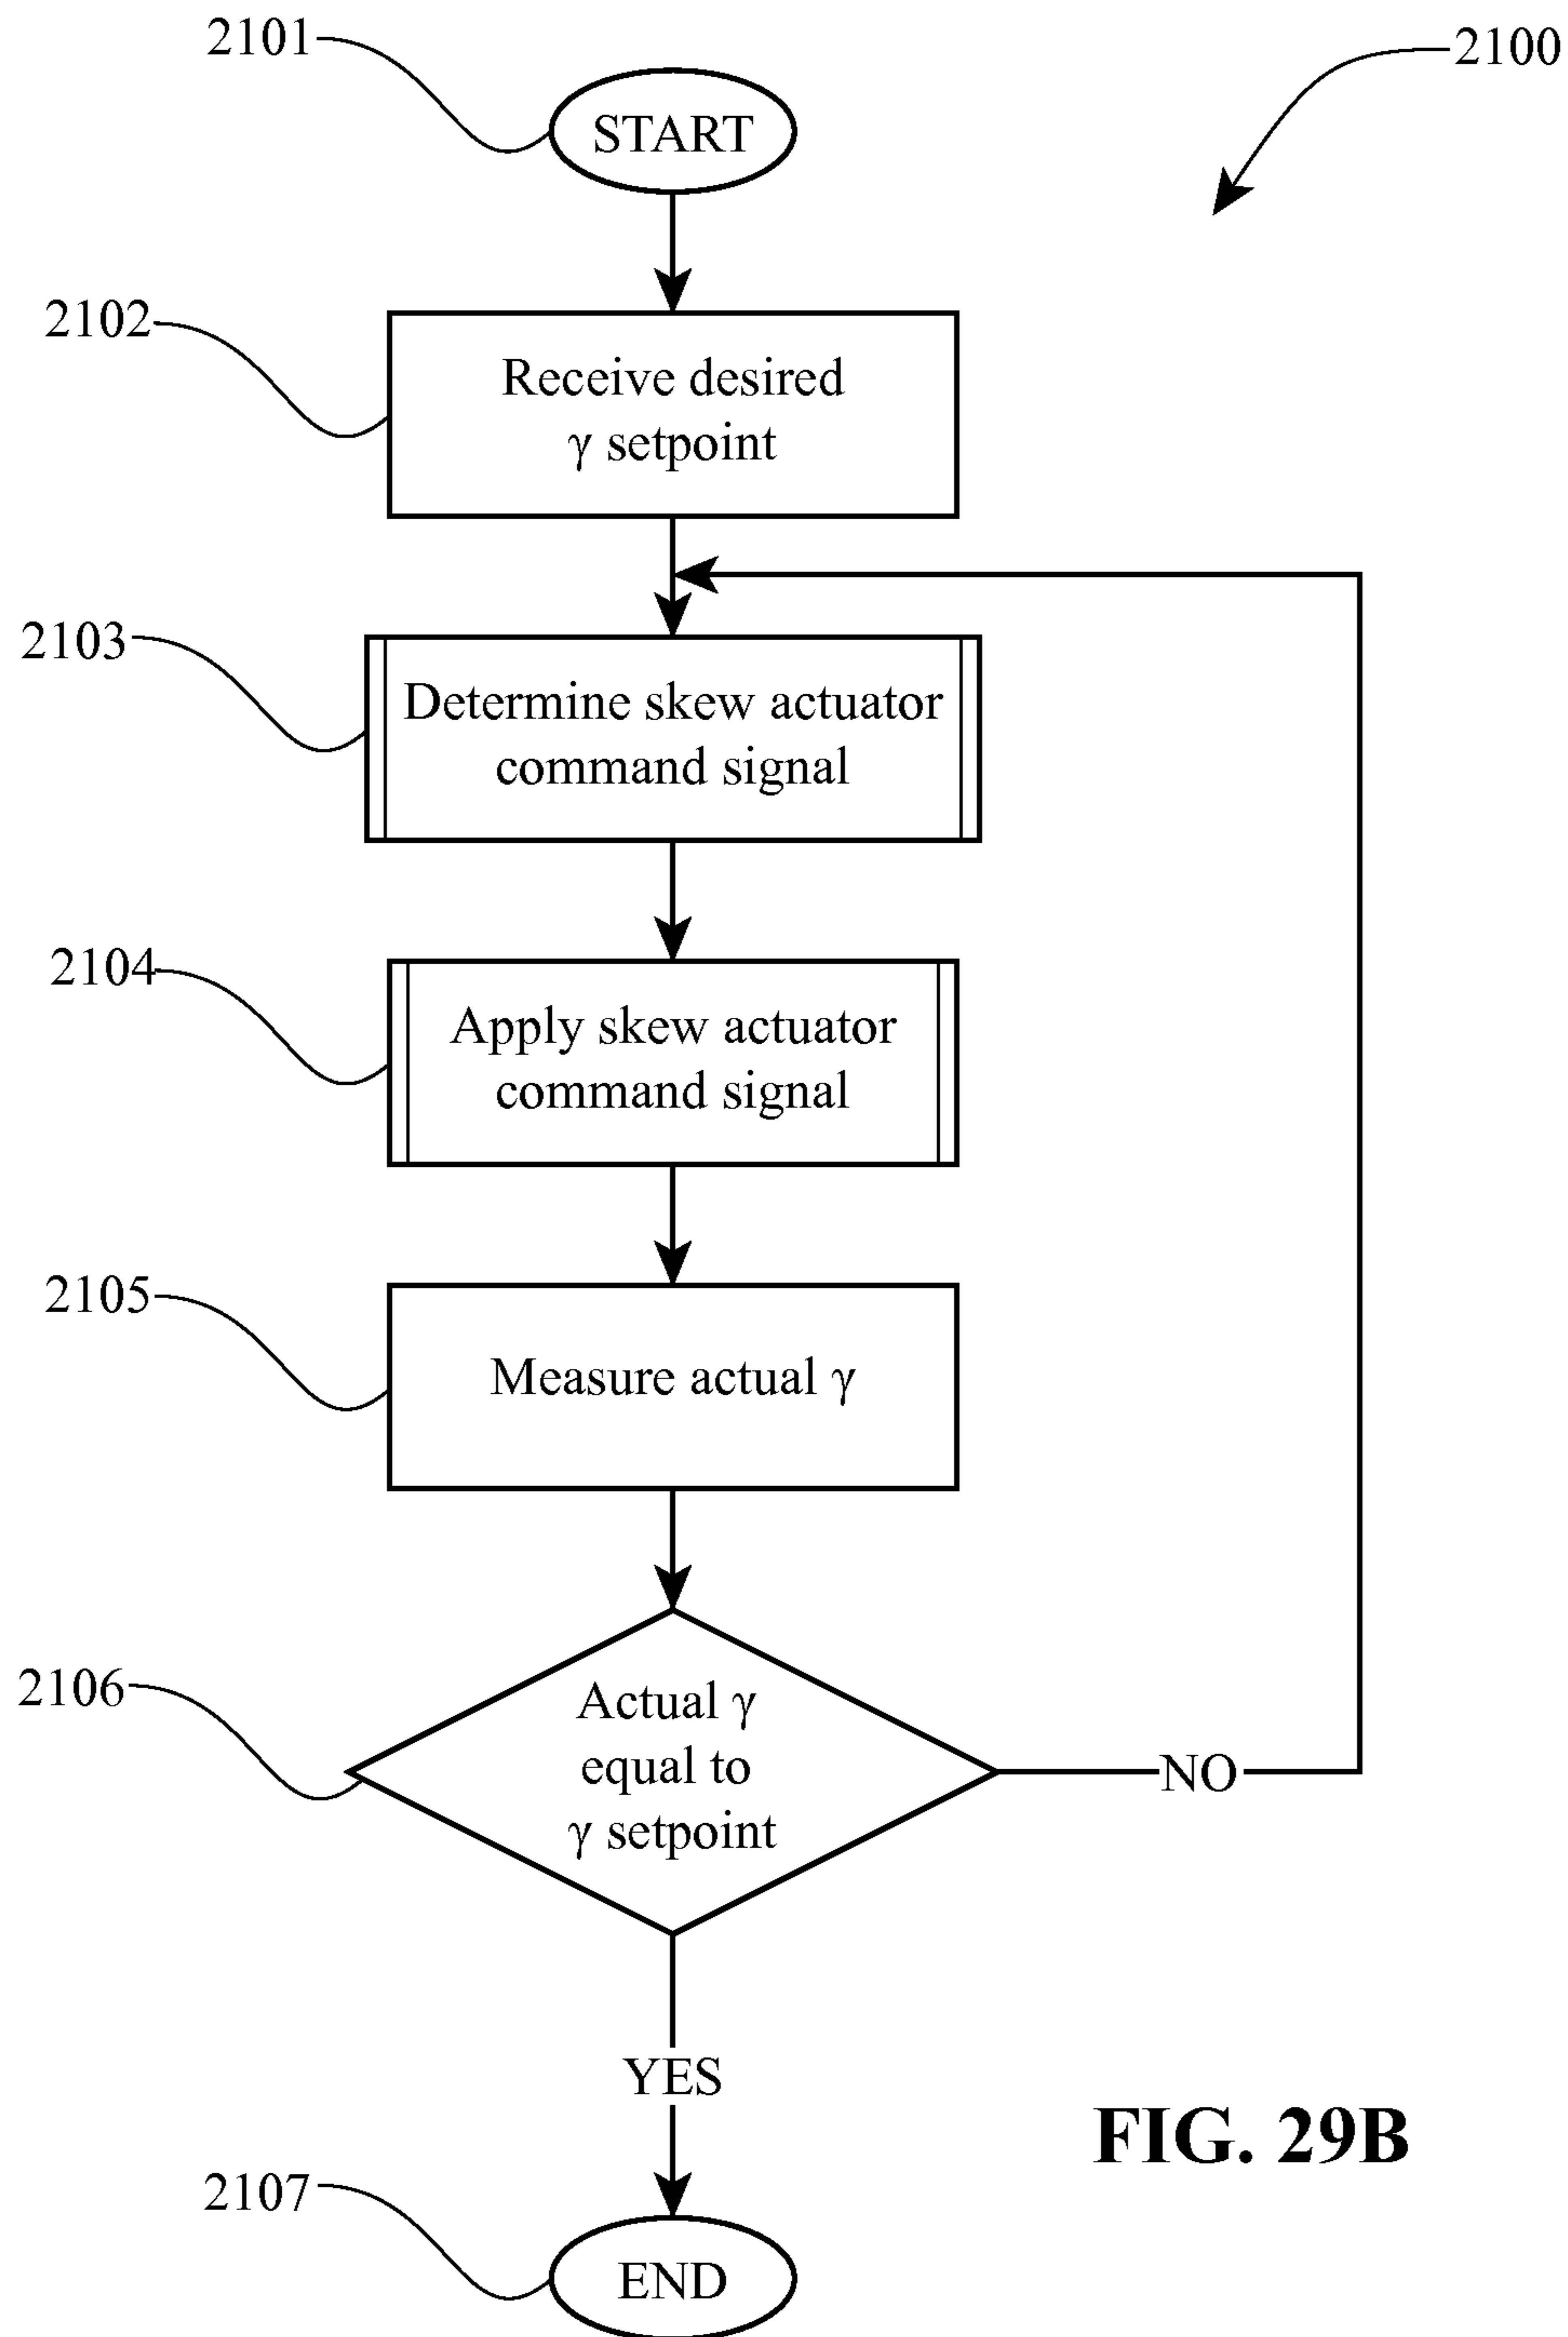 2101
2100
START
2102
Receive desired
γ setpoint
2103
Determine skew actuator
command signal
2104
Apply skew actuator
command signal
2105
Measure actual γ
2106
Actual γ
equal to
γ setpoint
NO
YES
FIG. 29B
2107
END